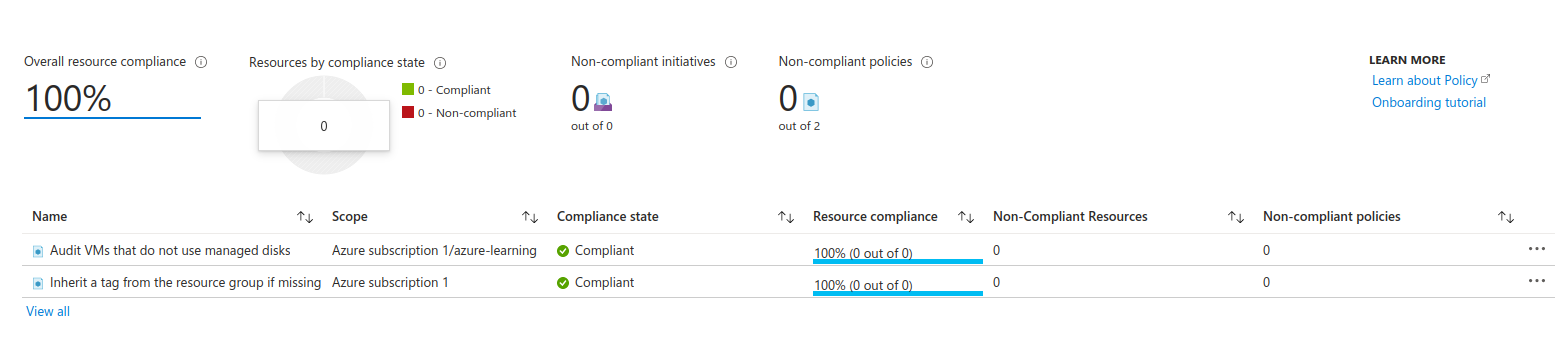 Overall resource compliance
100%
Resources by compliance state
0
0 - Compliant
0 - Non-compliant
Non-compliant initiatives
0
out of 0
Non-compliant policies
0
out of 2
LEARN MORE
Learn about Policy
Onboarding tutorial
Name Scope Compliance state Resource compliance Non-Compliant Resources Non-compliant policies
Audit VMs that do not use managed disks Azure subscription 1/azure-learning Compliant 100% (0 out of 0) 0 0
Inherit a tag from the resource group if missing Azure subscription 1 Compliant 100% (0 out of 0) 0 0
View all